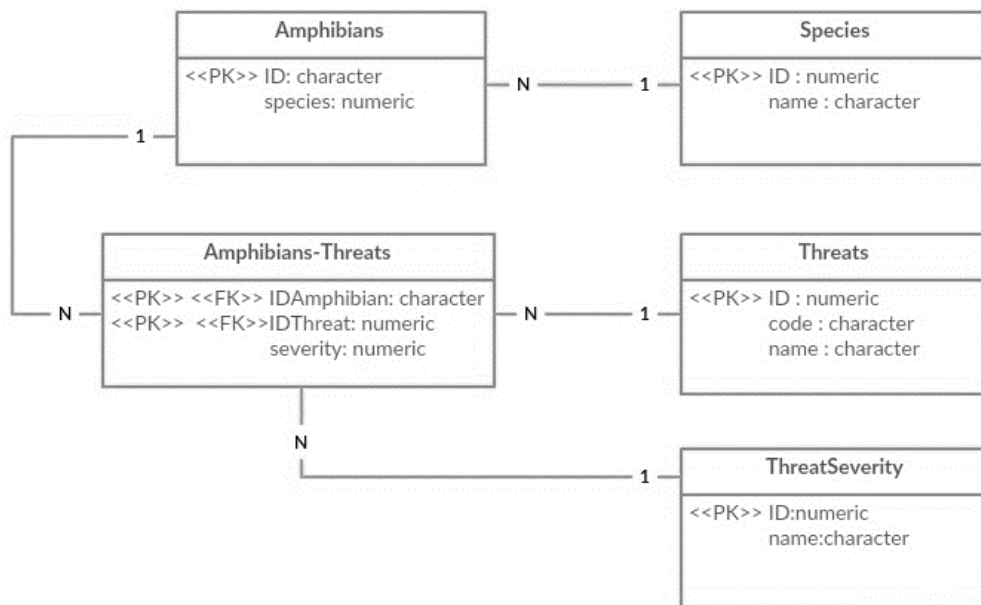 Amphibians
<<PK>> ID: character
species: numeric
N
1
Species
<<PK>> ID : numeric
name : character
1
N
Amphibians-Threats
<<PK>> <<FK>> IDAmphibian: character
<<PK>> <<FK>>IDThreat: numeric
severity: numeric
N
1
Threats
<<PK>> ID : numeric
code : character
name : character
N
1
ThreatSeverity
<<PK>> ID:numeric
name:character